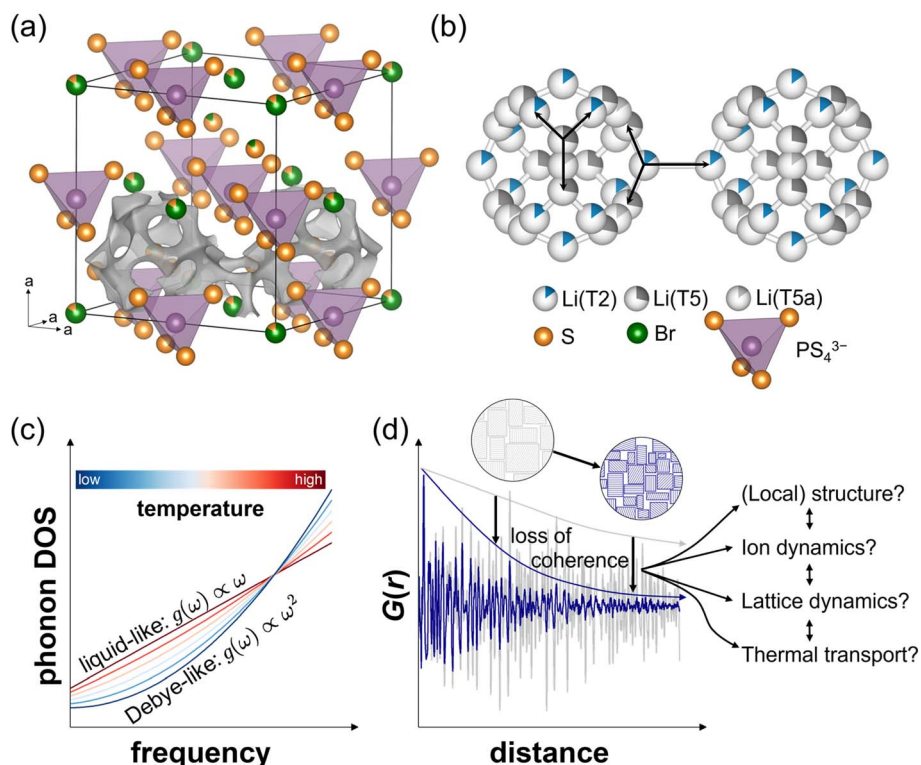 (a)
a
a
a
(b)
Li(T2)
Li(T5)
Li(T5a)
S
Br
PS₄³⁻
(c)
low
high
temperature
liquid-like: g(ω) ∝ ω
Debye-like: g(ω) ∝ ω²
phonon DOS
frequency
(d)
loss of
coherence
G(r)
distance
(Local) structure?
Ion dynamics?
Lattice dynamics?
Thermal transport?